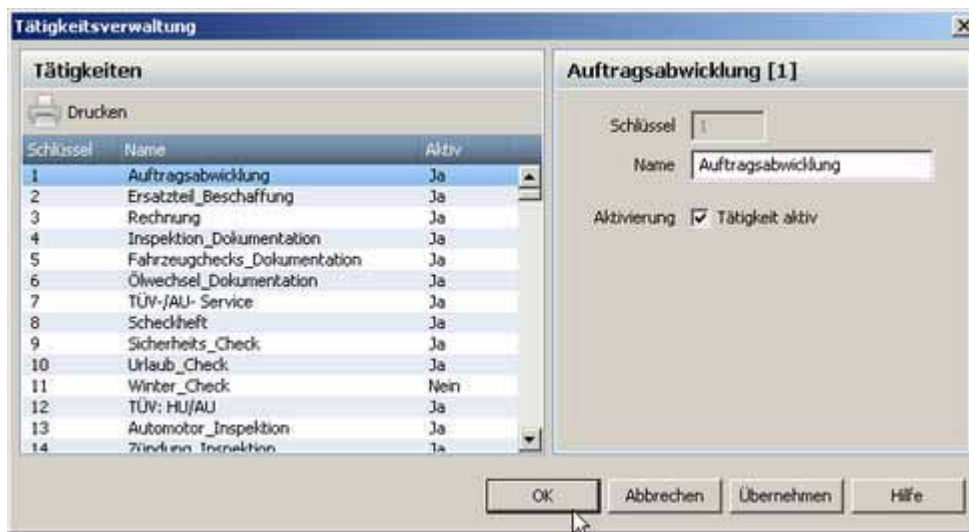 Tätigkeitsverwaltung
Tätigkeiten
Drucken
Schlüssel Name Aktiv
1 Auftragsabwicklung Ja
2 Ersatzteil_Beschaffung Ja
3 Rechnung Ja
4 Inspektion_Dokumentation Ja
5 Fahrzeugchecks_Dokumentation Ja
6 Ölwechsel_Dokumentation Ja
7 TÜV-/AU- Service Ja
8 Scheckheft Ja
9 Sicherheits_Check Ja
10 Urlaub_Check Ja
11 Winter_Check Nein
12 TÜV: HU/AU Ja
13 Automotor_Inspektion Ja
14 Zündung_Inspektion Ja
Auftragsabwicklung [1]
Schlüssel 1
Name Auftragsabwicklung
Aktivierung Tätigkeit aktiv
OK Abbrechen Übernehmen Hilfe